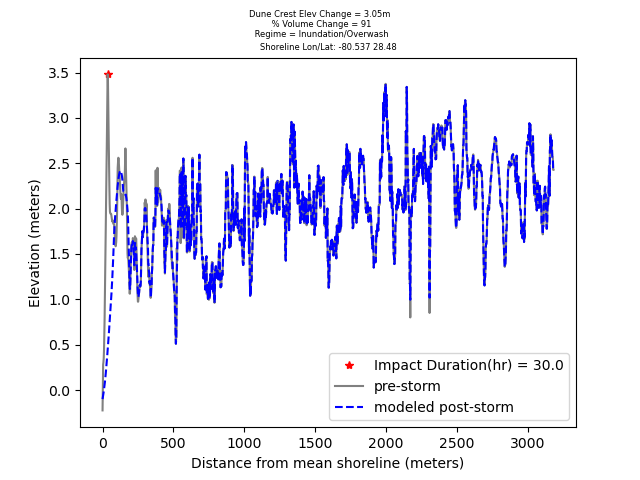 Dune Crest Elev Change = 3.05m
% Volume Change = 91
Regime = Inundation/Overwash
Shoreline Lon/Lat: -80.537 28.48
3.5
3.0
2.5
2.0
1.5
1.0
0.5
0.0
Elevation (meters)
Impact Duration(hr) = 30.0
pre-storm
modeled post-storm
0 500 1000 1500 2000 2500 3000
Distance from mean shoreline (meters)